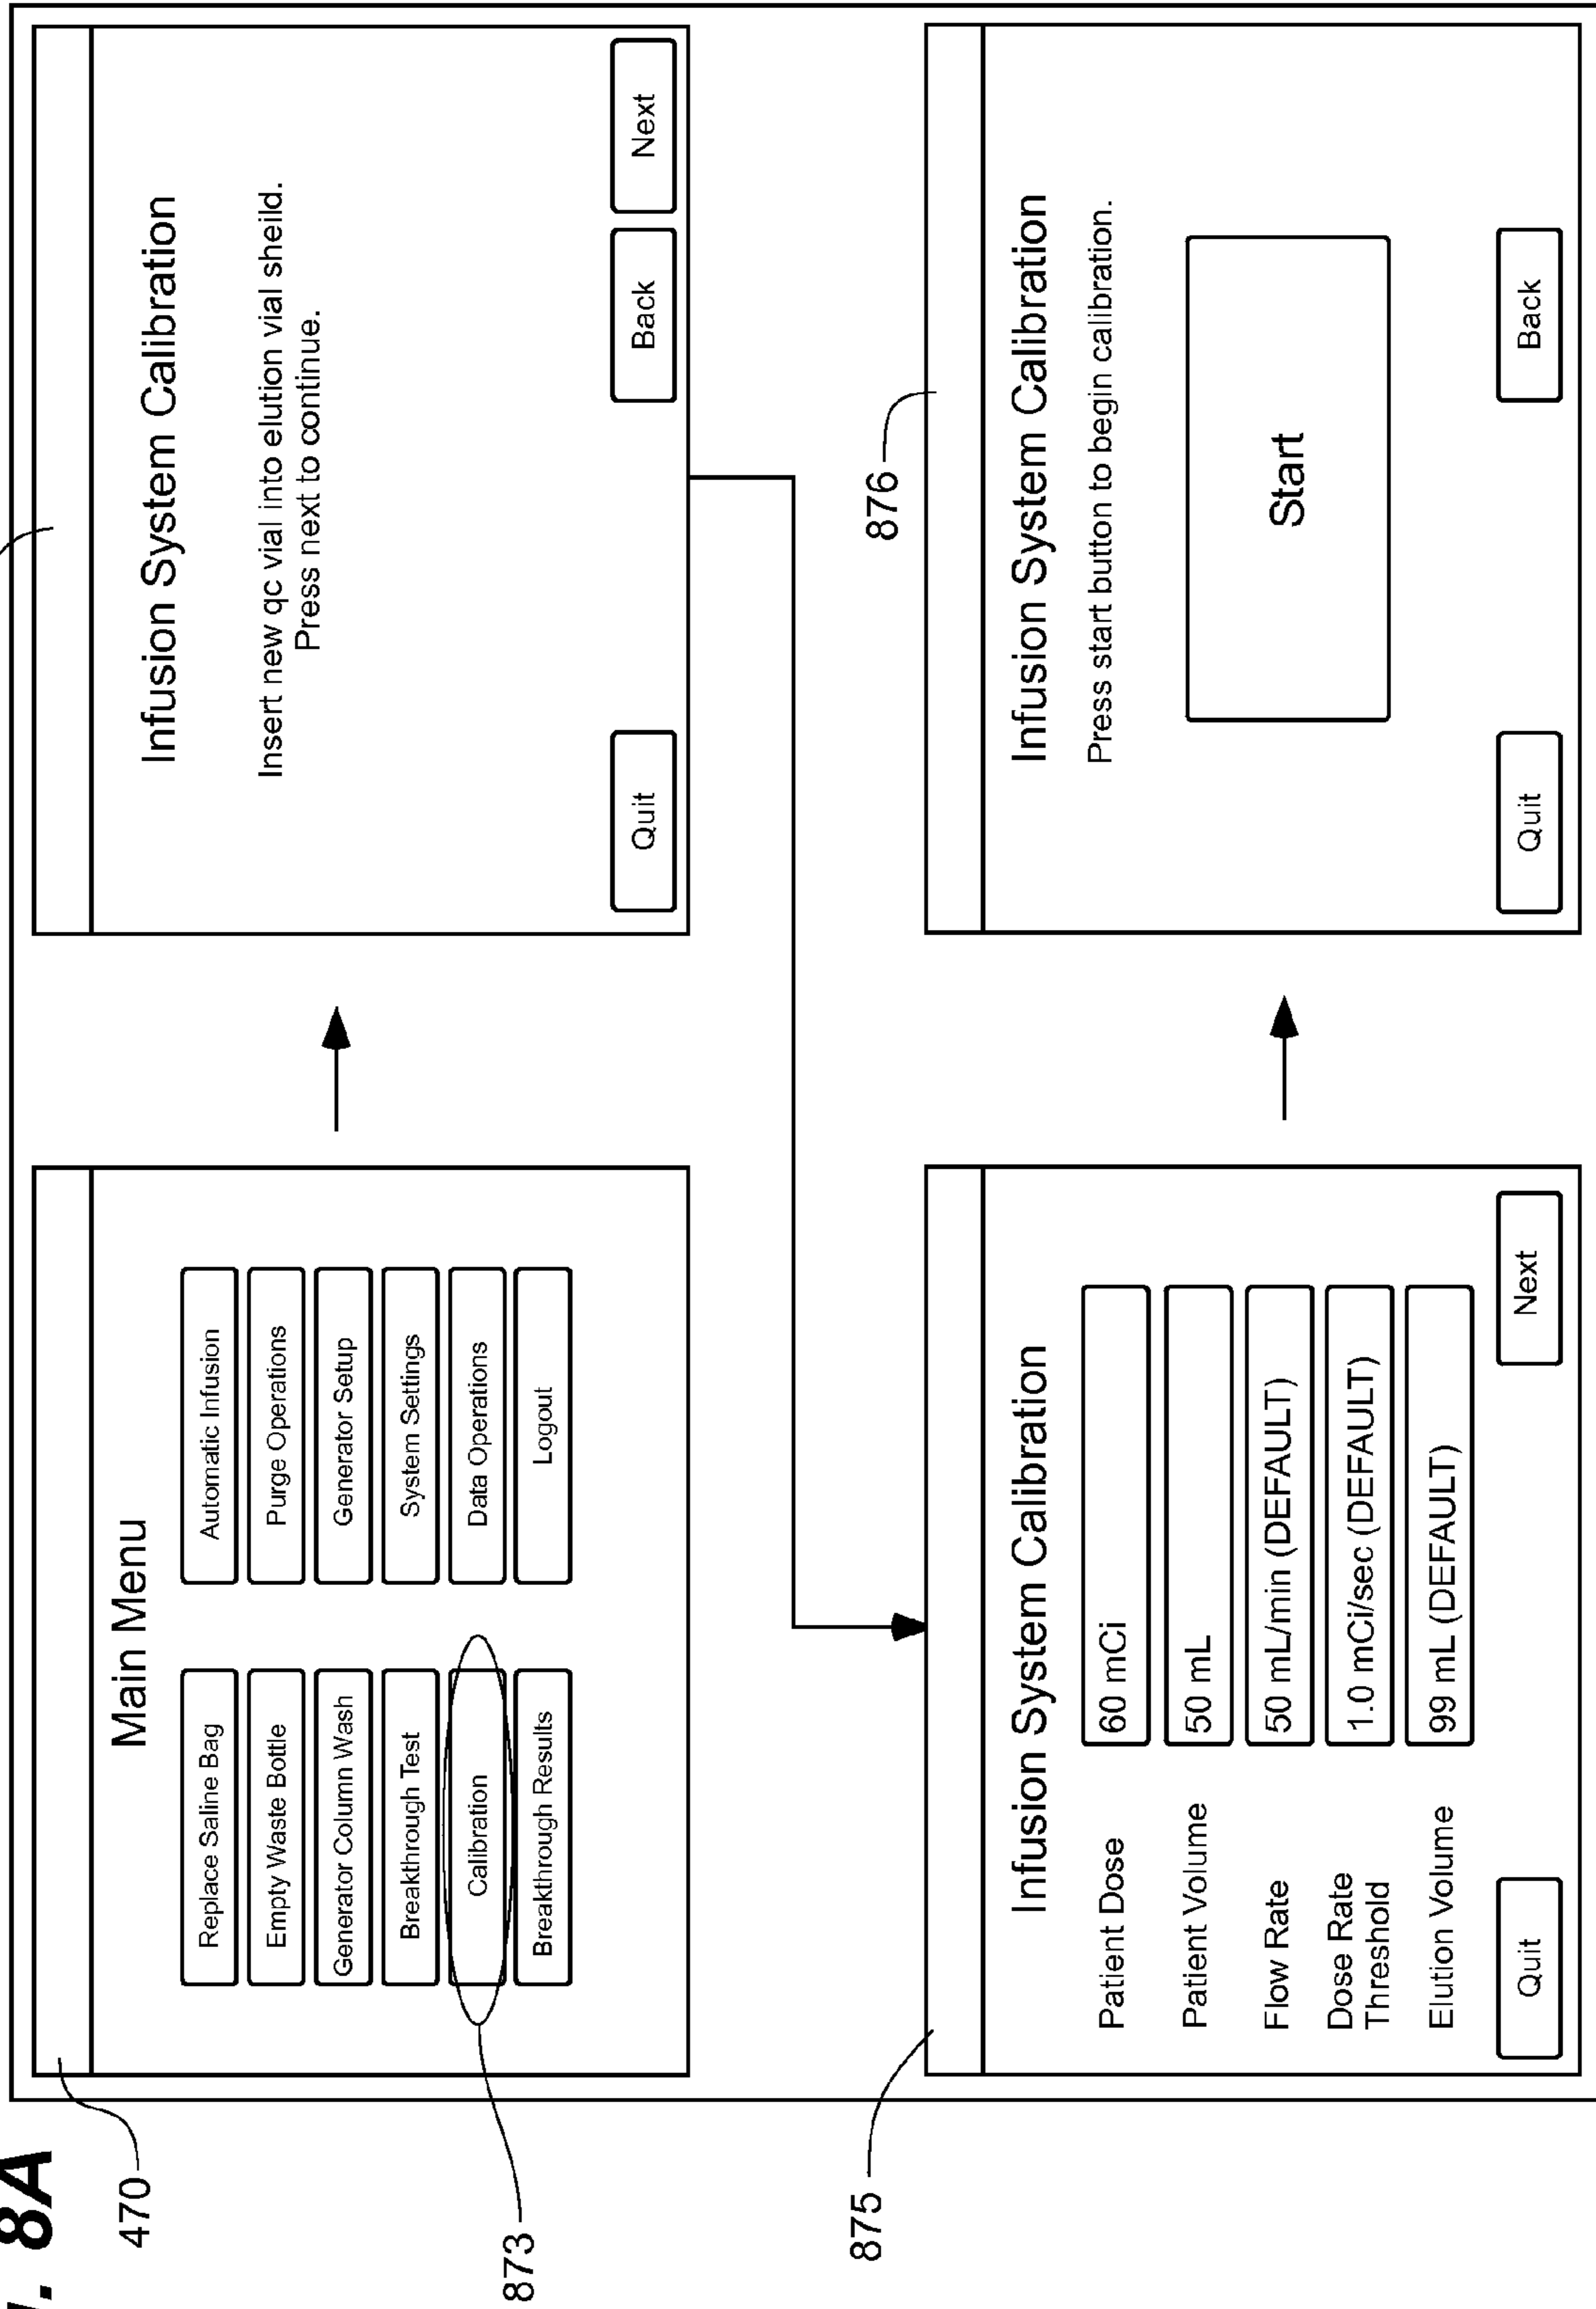 8A
470
Main Menu
Replace Saline Bag
Automatic Infusion
Empty Waste Bottle
Purge Operations
Generator Column Wash
Generator Setup
Breakthrough Test
System Settings
Calibration
Data Operations
Breakthrough Results
Logout
873
Infusion System Calibration
Insert new qc vial into elution vial sheild.
Press next to continue.
Quit
Back
Next
875
Infusion System Calibration
Patient Dose
60 mCi
Patient Volume
50 mL
Flow Rate
50 mL/min (DEFAULT)
Dose Rate
Threshold
1.0 mCi/sec (DEFAULT)
Elution Volume
99 mL (DEFAULT)
Quit
Next
876
Infusion System Calibration
Press start button to begin calibration.
Start
Quit
Back